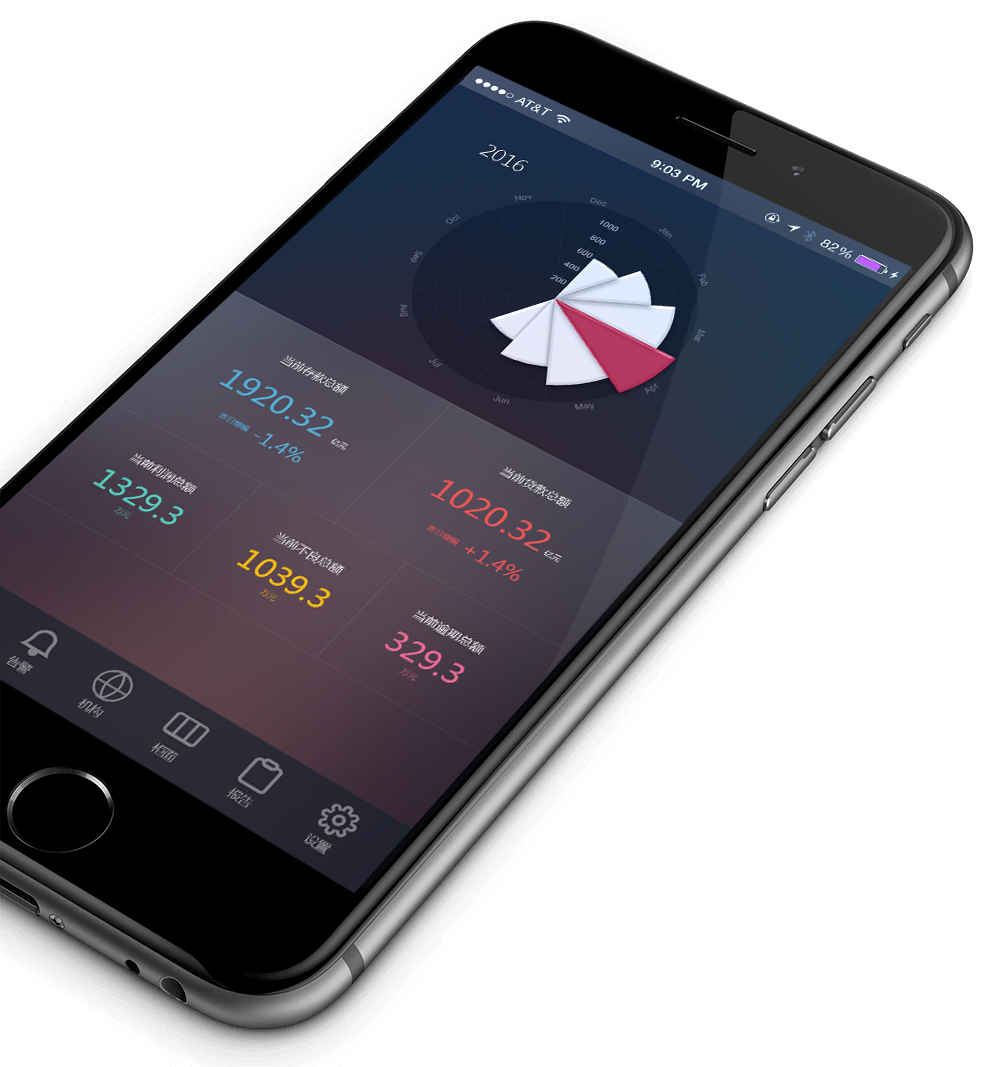 AT&T
9:03 PM
82%
2016
Dec
Jan
Feb
Mar
Apr
May
Jun
Jul
Aug
Sep
Nov
1000
800
600
400
200
当前存款总额
1920.32 亿元
昨日增幅 -1.4%
当前贷款总额
1020.32 亿元
昨日增幅 +1.4%
当前利润总额
1329.3
万元
当前不良总额
1039.3
万元
当前逾期总额
329.3
万元
告警
机构
柜面
报告
设置